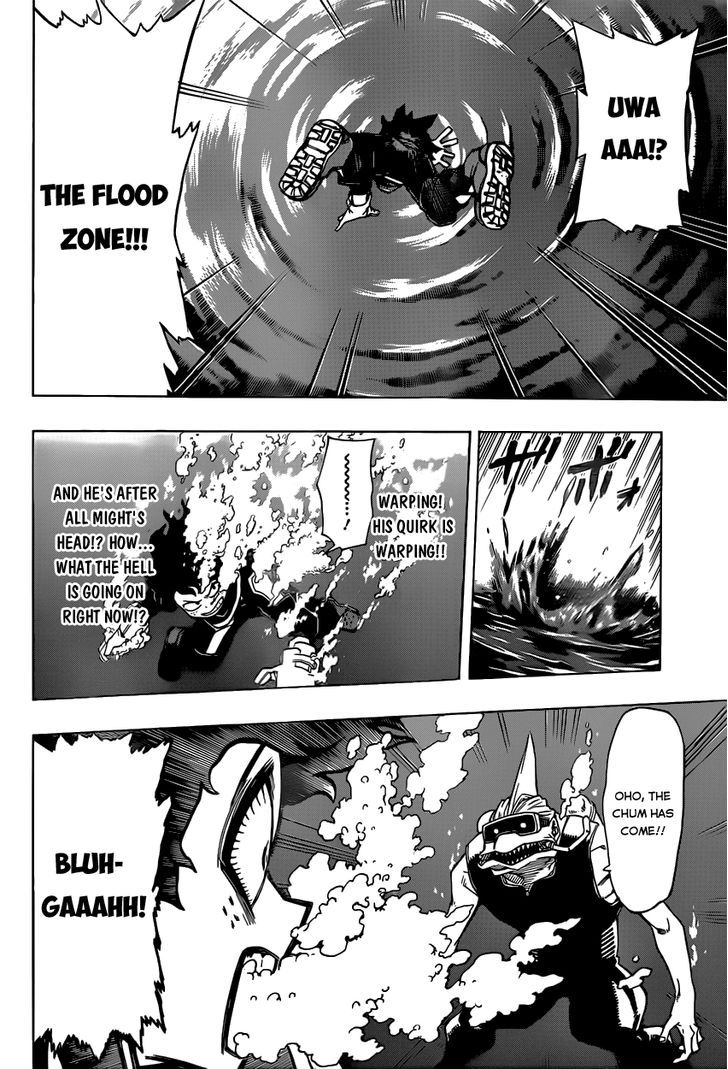 UWA
AAA!?
THE FLOOD
ZONE!!!
WARPING!
HIS QUIRK IS
WARPING!!
AND HE'S AFTER
ALL MIGHT'S
HEAD!? HOW...
WHAT THE HELL
IS GOING ON
RIGHT NOW!?
OHO, THE
CHUM HAS
COME!!
BLUH-
GAAAHH!